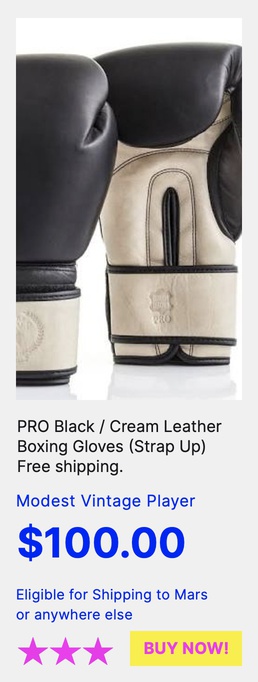 PRO
PRO Black / Cream Leather
Boxing Gloves (Strap Up)
Free shipping.
Modest Vintage Player
$100.00
Eligible for Shipping to Mars
or anywhere else
BUY NOW!